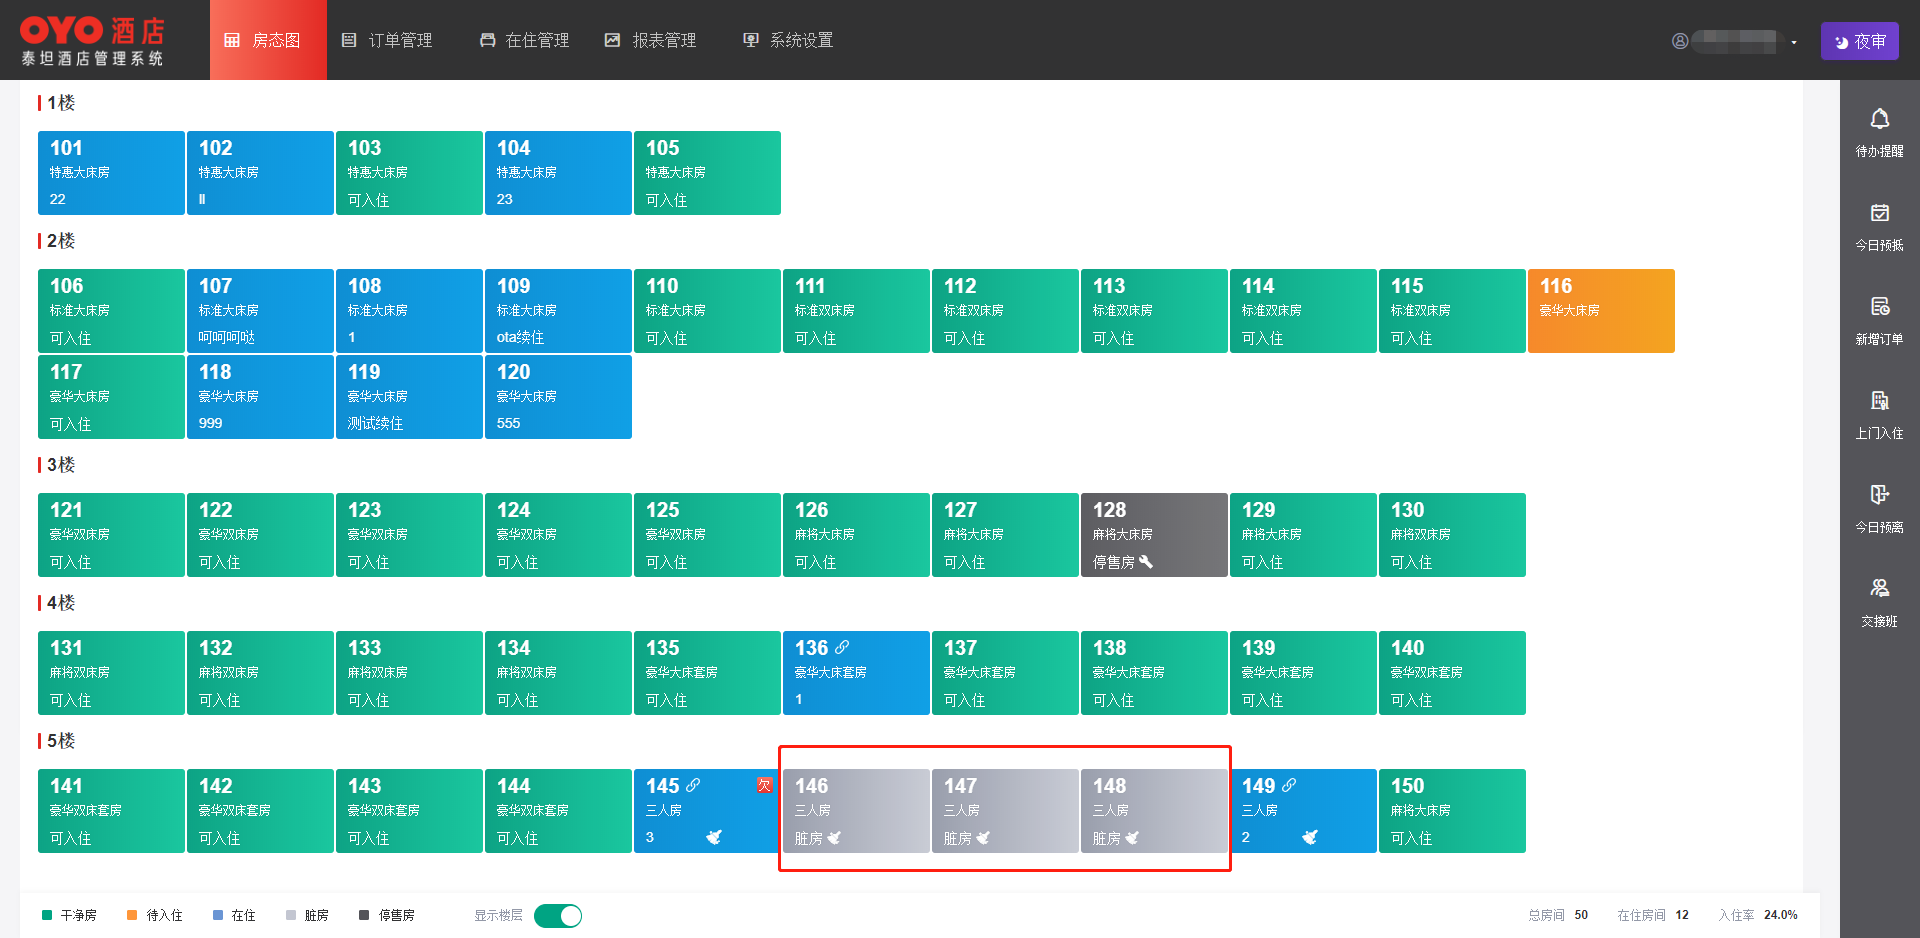 OYO 酒店
泰坦酒店管理系统
房态图 订单管理 在住管理 报表管理 系统设置 夜审
1楼
101 102 103 104 105
特惠大床房 特惠大床房 特惠大床房 特惠大床房 特惠大床房
22 ll 可入住 23 可入住
2楼
106 107 108 109 110 111 112 113 114 115 116
标准大床房 标准大床房 标准大床房 标准大床房 标准大床房 标准双床房 标准双床房 标准双床房 标准双床房 标准双床房 豪华大床房
可入住 呵呵呵哒 1 ota续住 可入住 可入住 可入住 可入住 可入住 可入住
117 118 119 120
豪华大床房 豪华大床房 豪华大床房 豪华大床房
可入住 999 测试续住 555
3楼
121 122 123 124 125 126 127 128 129 130
豪华双床房 豪华双床房 豪华双床房 豪华双床房 豪华双床房 麻将大床房 麻将大床房 麻将大床房 麻将大床房 麻将双床房
可入住 可入住 可入住 可入住 可入住 可入住 可入住 停售房 可入住 可入住
4楼
131 132 133 134 135 136 137 138 139 140
麻将双床房 麻将双床房 麻将双床房 麻将双床房 豪华大床套房 豪华大床套房 豪华大床套房 豪华大床套房 豪华大床套房 豪华双床套房
可入住 可入住 可入住 可入住 可入住 1 可入住 可入住 可入住 可入住
5楼
141 142 143 144 145 欠 146 147 148 149 150
豪华双床套房 豪华双床套房 豪华双床套房 豪华双床套房 三人房 三人房 三人房 三人房 三人房 麻将大床房
可入住 可入住 可入住 可入住 3 脏房 脏房 脏房 2 可入住
干净房 待入住 在住 脏房 停售房 显示楼层 总房间 50 在住房间 12 入住率 24.0%
待办提醒
今日预抵
新增订单
上门入住
今日预离
交接班